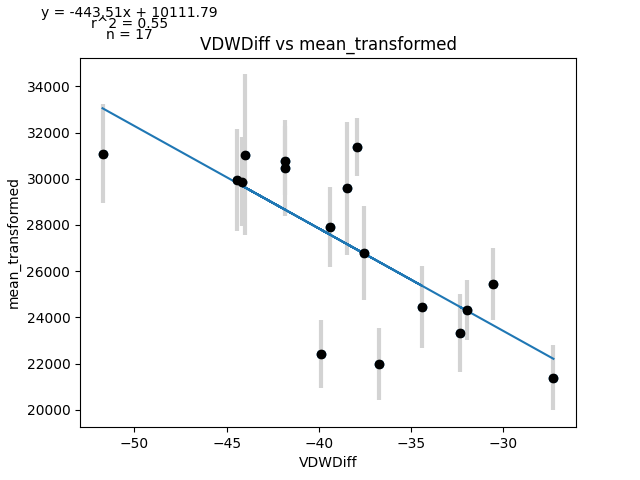 y = -443.51x + 10111.79
r^2 = 0.55
n = 17
VDWDiff vs mean_transformed
34000
32000
30000
28000
26000
24000
22000
20000
mean_transformed
−50 −45 −40 −35 −30
VDWDiff